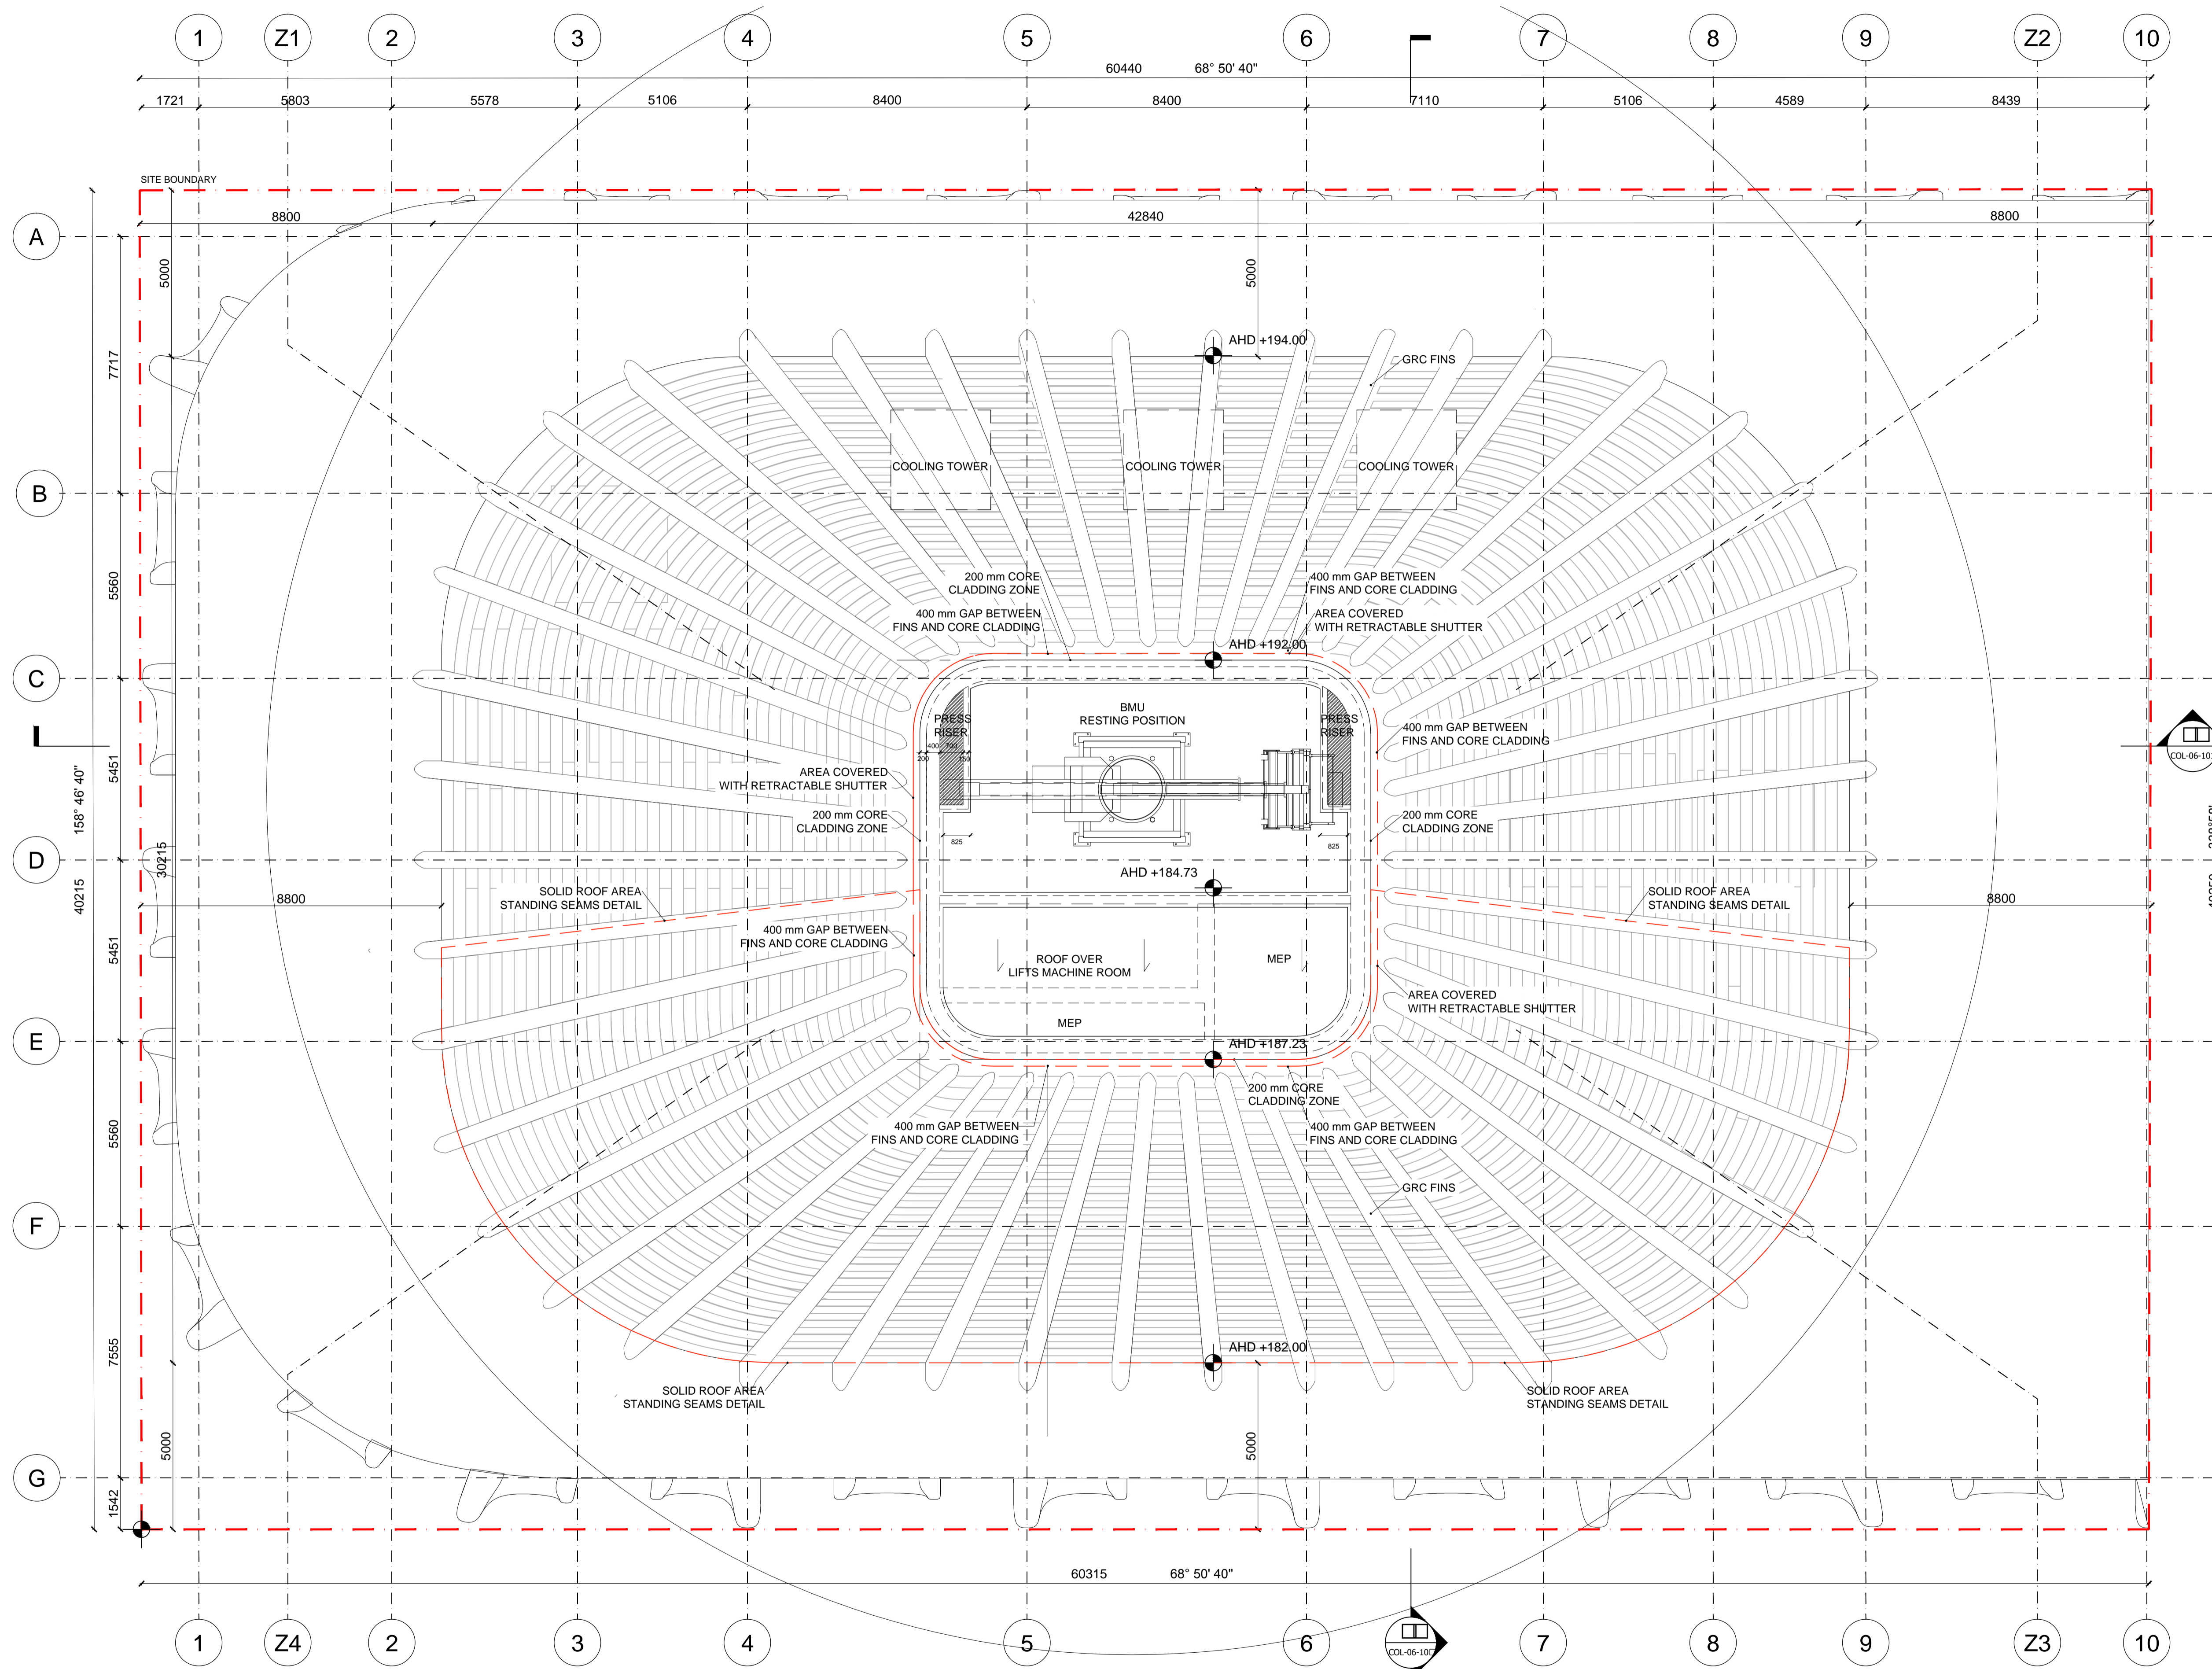 1 Z1 2 3 4 5 6 7 8 9 Z2 10
60440 68° 50' 40"
1721 5803 5578 5106 8400 8400 7110 5106 4589 8439
SITE BOUNDARY
8800 42840 8800
A
5000
5000
7717
AHD +194.00
GRC FINS
COOLING TOWER COOLING TOWER COOLING TOWER
B
5560
200 mm CORE
CLADDING ZONE
400 mm GAP BETWEEN
FINS AND CORE CLADDING
400 mm GAP BETWEEN
FINS AND CORE CLADDING
AREA COVERED
WITH RETRACTABLE SHUTTER
AHD +192.00
C
PRESS
RISER
BMU
RESTING POSITION
PRESS
RISER
400 700
200 150
400 mm GAP BETWEEN
FINS AND CORE CLADDING
COL-06-10
5451
158° 46' 40"
AREA COVERED
WITH RETRACTABLE SHUTTER
200 mm CORE
CLADDING ZONE
200 mm CORE
CLADDING ZONE
825
825
D
30215
40215
AHD +184.73
SOLID ROOF AREA
STANDING SEAMS DETAIL
SOLID ROOF AREA
STANDING SEAMS DETAIL
8800
8800
5451
400 mm GAP BETWEEN
FINS AND CORE CLADDING
ROOF OVER
LIFTS MACHINE ROOM
MEP
AREA COVERED
WITH RETRACTABLE SHUTTER
MEP
E
AHD +187.23
200 mm CORE
CLADDING ZONE
5560
400 mm GAP BETWEEN
FINS AND CORE CLADDING
400 mm GAP BETWEEN
FINS AND CORE CLADDING
GRC FINS
F
7555
AHD +182.00
SOLID ROOF AREA
STANDING SEAMS DETAIL
SOLID ROOF AREA
STANDING SEAMS DETAIL
5000
5000
G
1542
60315 68° 50' 40"
COL-06-10
1 Z4 2 3 4 5 6 7 8 9 Z3 10